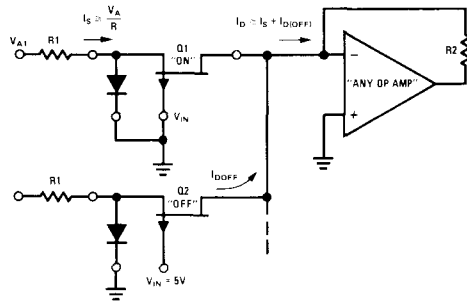 I_S ≅ V_A / R
I_D ≅ I_S + I_D(OFF)
V_A1
R1
Q1
"ON"
V_IN
R2
−
"ANY OP AMP"
+
R1
Q2
"OFF"
I_DOFF
V_IN = 5V